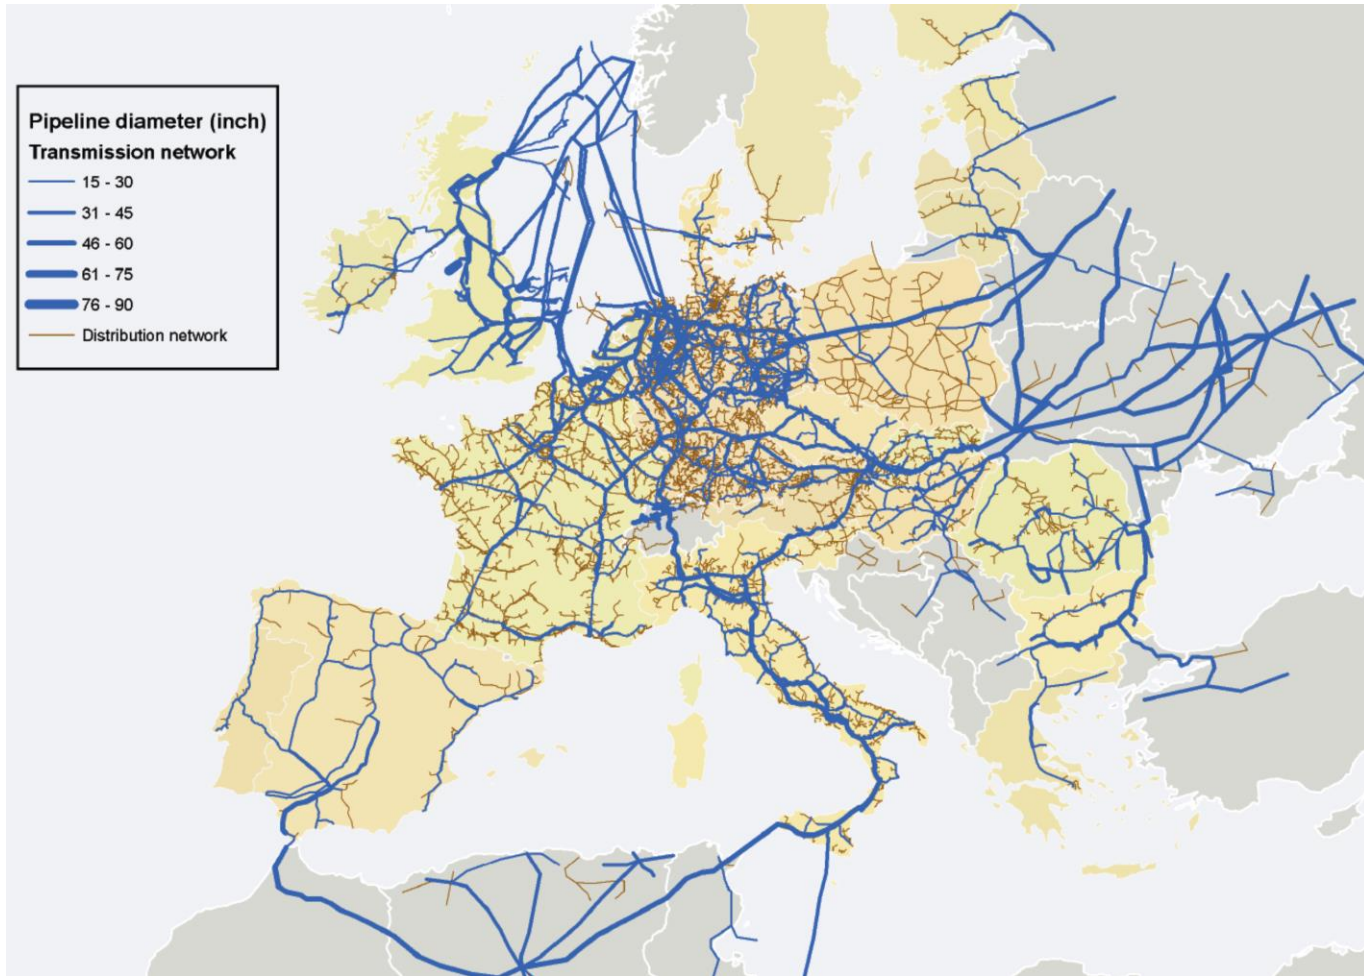 Pipeline diameter (inch)
Transmission network
15 - 30
31 - 45
46 - 60
61 - 75
76 - 90
Distribution network